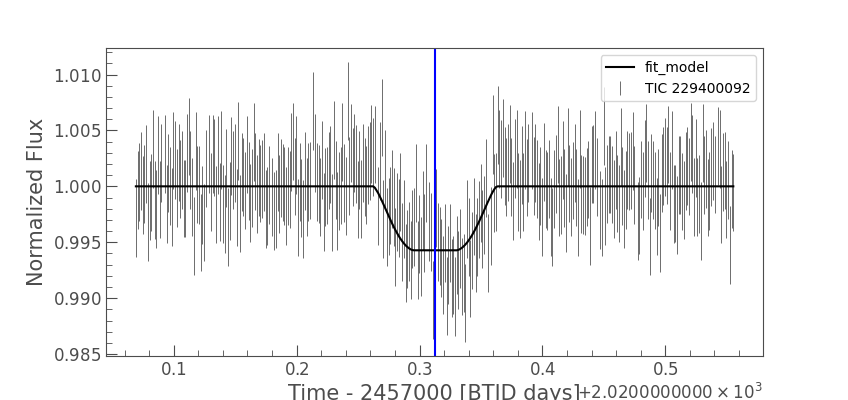 fit_model
TIC 229400092
1.010
1.005
1.000
0.995
0.990
0.985
Normalized Flux
0.1 0.2 0.3 0.4 0.5
Time - 2457000 [BTJD days]
+2.0200000000 × 10³